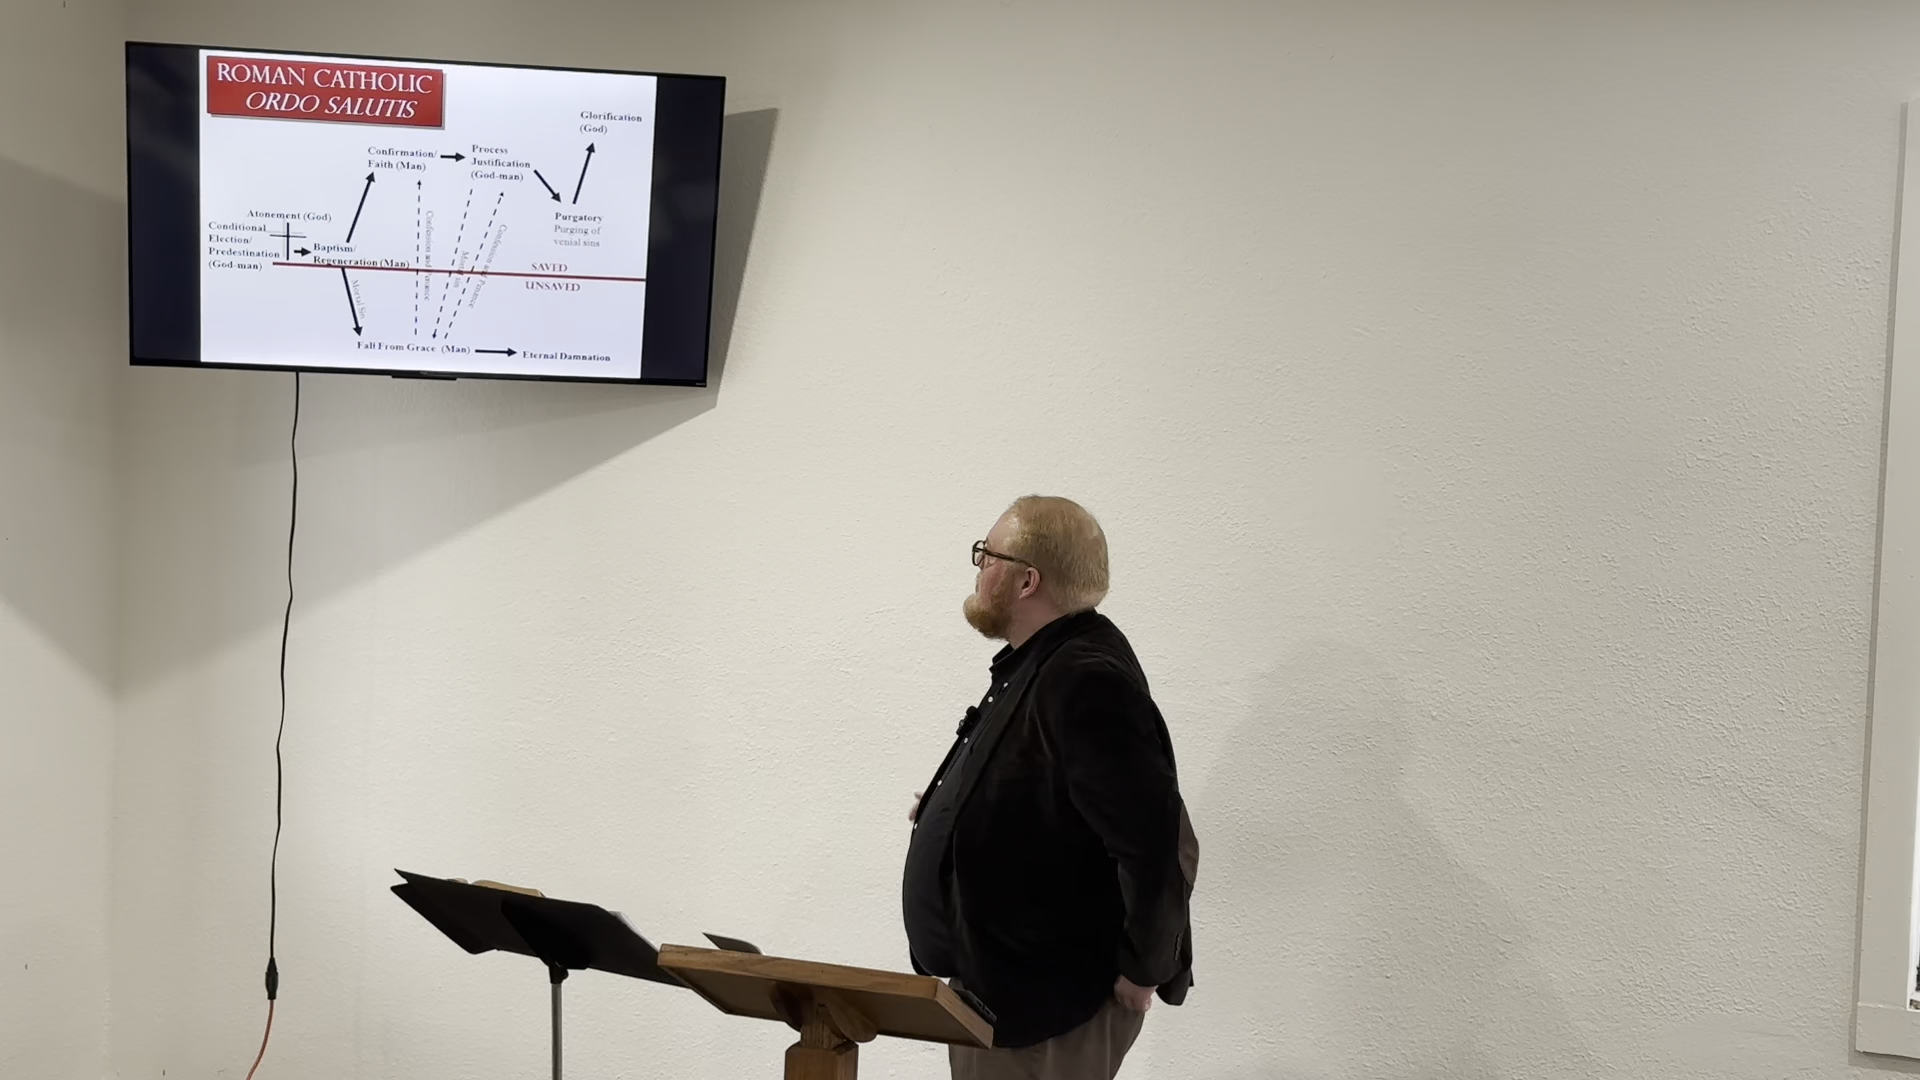 ROMAN CATHOLIC
ORDO SALUTIS
Glorification
(God)
Confirmation/
Faith (Man)
Process
Justification
(God-man)
Atonement (God)
Conditional
Election/
Predestination
(God-man)
Baptism/
Regeneration (Man)
Purgatory
Purging of
venial sins
Confession and Penance
Mortal sin
Confession and Penance
Mortal Sin
SAVED
UNSAVED
Fall From Grace (Man)
Eternal Damnation